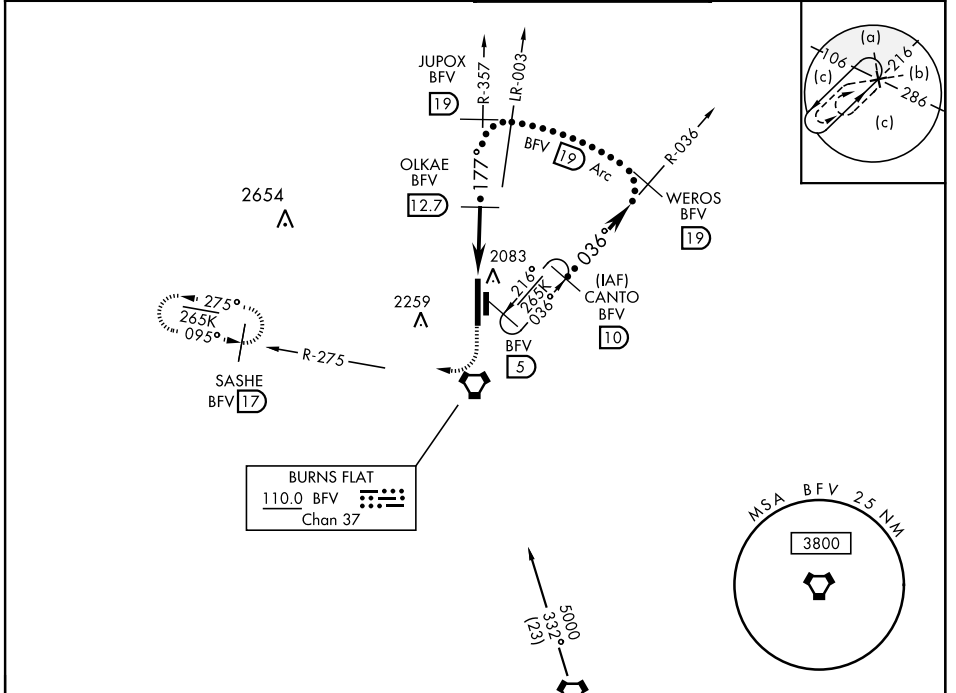 JUPOX
BFV
19
R-357
LR-003
(a)
106
216
(c)
(b)
286
(c)
177°
BFV 19 Arc
R-036
OLKAE
BFV
12.7
WEROS
BFV
19
2654
2083
036°
216°
265K
036°
(IAF)
CANTO
BFV
10
2259
BFV
5
275°
265K
095°
R-275
SASHE
BFV 17
BURNS FLAT
110.0 BFV
Chan 37
MSA BFV 25 NM
3800
5000
332°
(23)